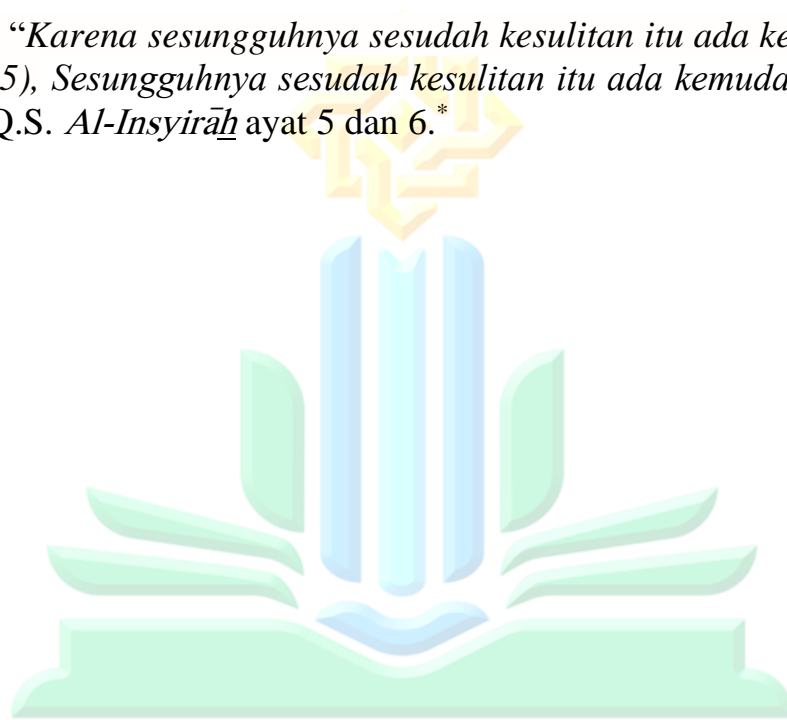 “Karena sesungguhnya sesudah kesulitan itu ada ke
5), Sesungguhnya sesudah kesulitan itu ada kemuda
Q.S. Al-Insyirāẖ ayat 5 dan 6.*